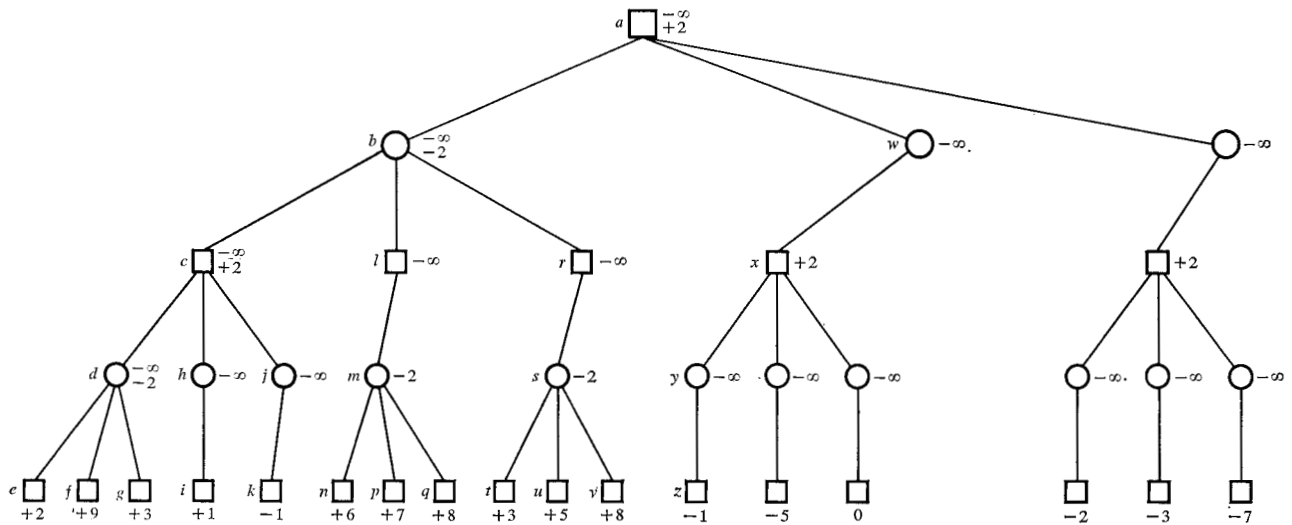 a −∞
+2
b −∞
−2
w −∞.
−∞
c −∞
+2
l −∞
r −∞
x +2
+2
d −∞
−2
h −∞
j −∞
m −2
s −2
y −∞
−∞
−∞
−∞.
−∞
−∞
e f g i k n p q t u v z
+2 '+9 +3 +1 −1 +6 +7 +8 +3 +5 +8 −1 −5 0 −2 −3 −7